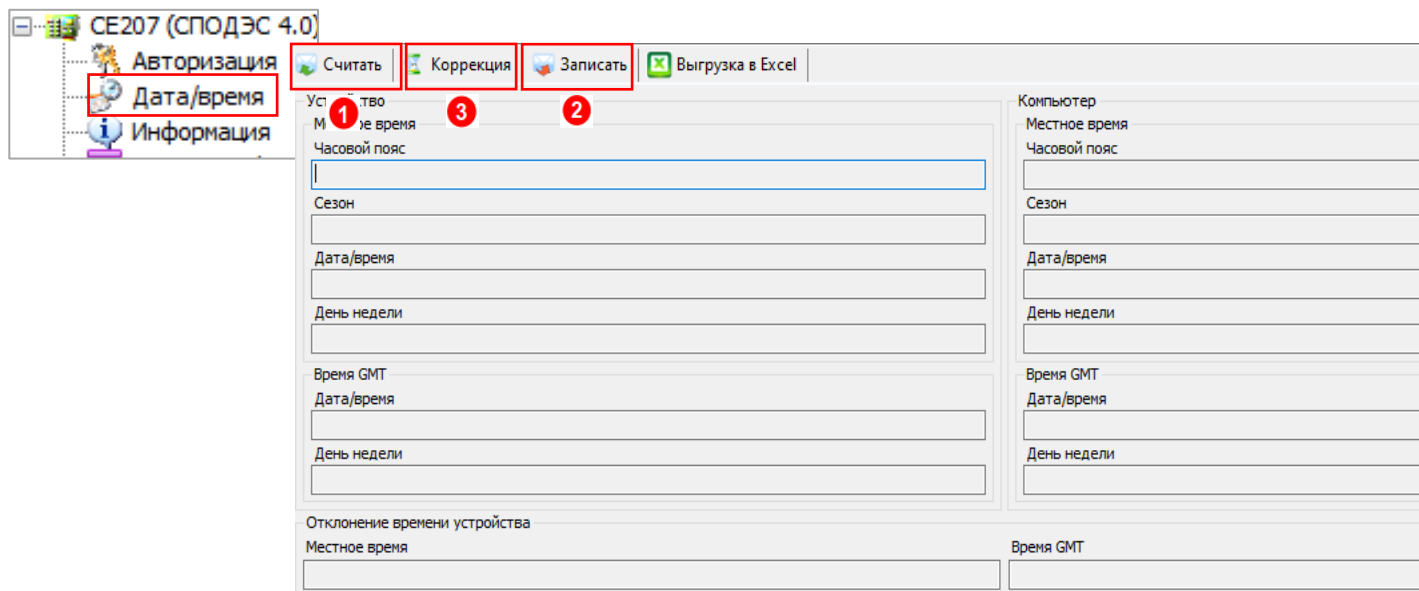 СЕ207 (СПОДЭС 4.0)
Авторизация
Дата/время
Информация
Считать Коррекция Записать Выгрузка в Excel
1 3 2
Компьютер
время
Местное время
Часовой пояс
Часовой пояс
Сезон
Сезон
Дата/время
Дата/время
День недели
День недели
Время GMT
Время GMT
Дата/время
Дата/время
День недели
День недели
Отклонение времени устройства
Местное время
Время GMT